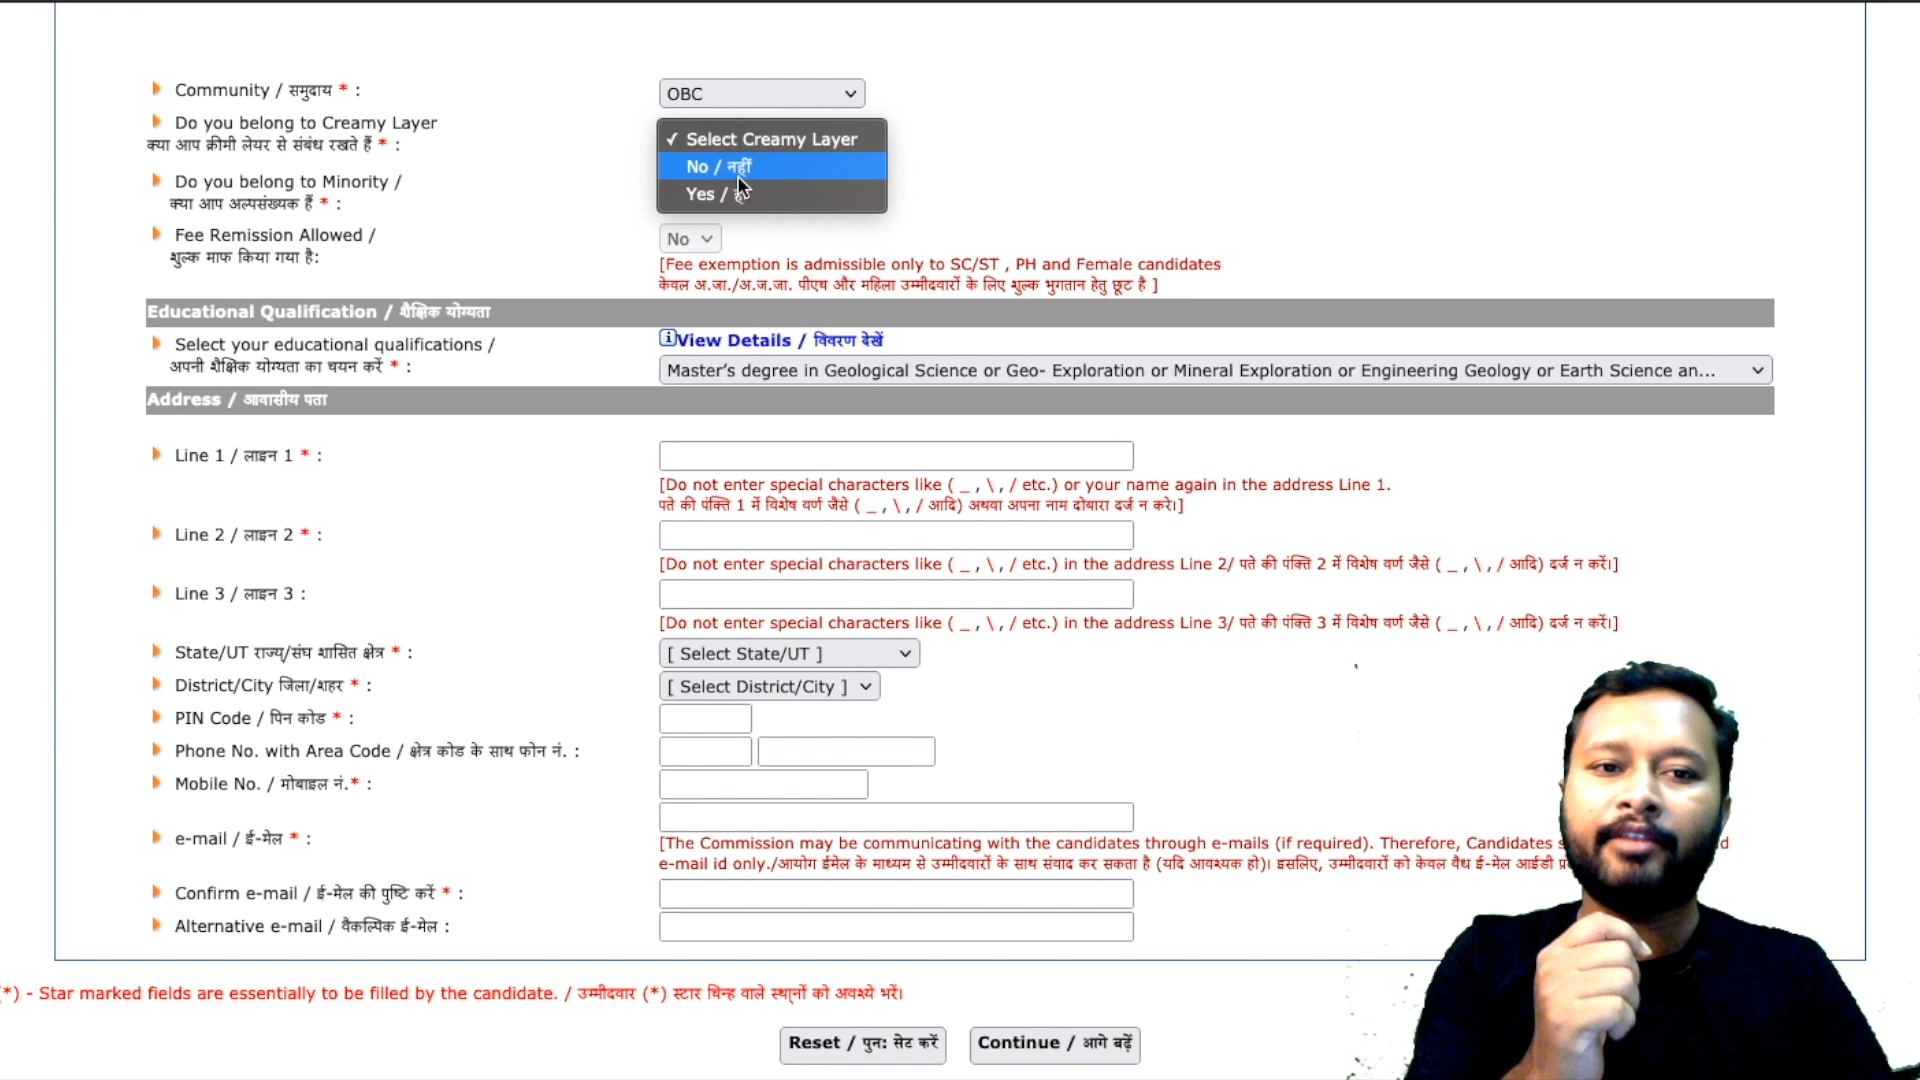 Community / समुदाय * :
OBC
Do you belong to Creamy Layer
क्या आप क्रीमी लेयर से संबंध रखते हैं * :
✓ Select Creamy Layer
No / नहीं
Yes /
Do you belong to Minority /
क्या आप अल्पसंख्यक हैं * :
Fee Remission Allowed /
शुल्क माफ किया गया है:
No
[Fee exemption is admissible only to SC/ST , PH and Female candidates
केवल अ.जा./अ.ज.जा. पीएच और महिला उम्मीदवारों के लिए शुल्क भुगतान हेतु छूट है ]
Educational Qualification / शैक्षिक योग्यता
Select your educational qualifications /
अपनी शैक्षिक योग्यता का चयन करें * :
View Details / विवरण देखें
Master's degree in Geological Science or Geo- Exploration or Mineral Exploration or Engineering Geology or Earth Science an...
Address / आवासीय पता
Line 1 / लाइन 1 * :
[Do not enter special characters like ( _ , \ , / etc.) or your name again in the address Line 1.
पते की पंक्ति 1 में विशेष वर्ण जैसे ( _ , \ , / आदि) अथवा अपना नाम दोबारा दर्ज न करे।]
Line 2 / लाइन 2 * :
[Do not enter special characters like ( _ , \ , / etc.) in the address Line 2/ पते की पंक्ति 2 में विशेष वर्ण जैसे ( _ , \ , / आदि) दर्ज न करें।]
Line 3 / लाइन 3 :
[Do not enter special characters like ( _ , \ , / etc.) in the address Line 3/ पते की पंक्ति 3 में विशेष वर्ण जैसे ( _ , \ , / आदि) दर्ज न करें।]
State/UT राज्य/संघ शासित क्षेत्र * :
[ Select State/UT ]
District/City जिला/शहर * :
[ Select District/City ]
PIN Code / पिन कोड * :
Phone No. with Area Code / क्षेत्र कोड के साथ फोन नं. :
Mobile No. / मोबाइल नं.* :
e-mail / ई-मेल * :
[The Commission may be communicating with the candidates through e-mails (if required). Therefore, Candidates
e-mail id only./आयोग ईमेल के माध्यम से उम्मीदवारों के साथ संवाद कर सकता है (यदि आवश्यक हो)। इसलिए, उम्मीदवारों को केवल वैध ई-मेल आईडी
Confirm e-mail / ई-मेल की पुष्टि करें * :
Alternative e-mail / वैकल्पिक ई-मेल :
*) - Star marked fields are essentially to be filled by the candidate. / उम्मीदवार (*) स्टार चिन्ह वाले स्थानों को अवश्ये भरें।
Reset / पुन: सेट करें
Continue / आगे बढ़ें